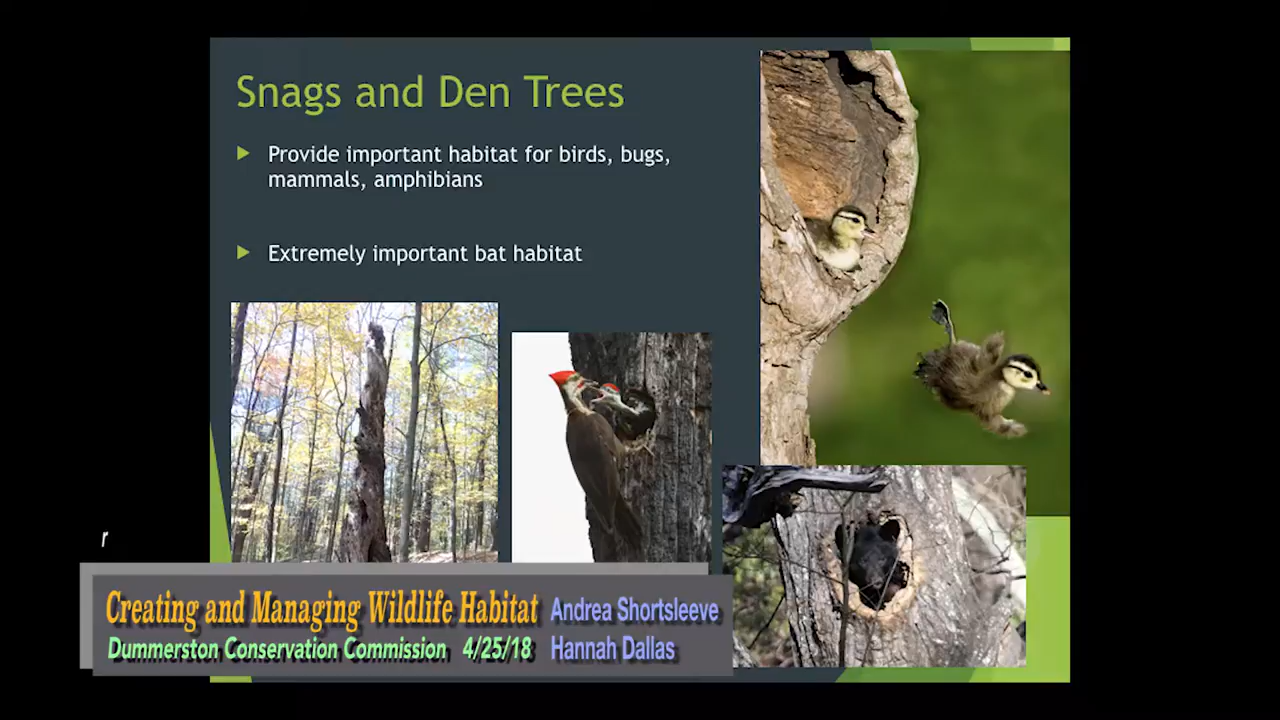 Snags and Den Trees
Provide important habitat for birds, bugs,
mammals, amphibians
Extremely important bat habitat
r
Creating and Managing Wildlife Habitat Andrea Shortsleeve
Dummerston Conservation Commission 4/25/18 Hannah Dallas